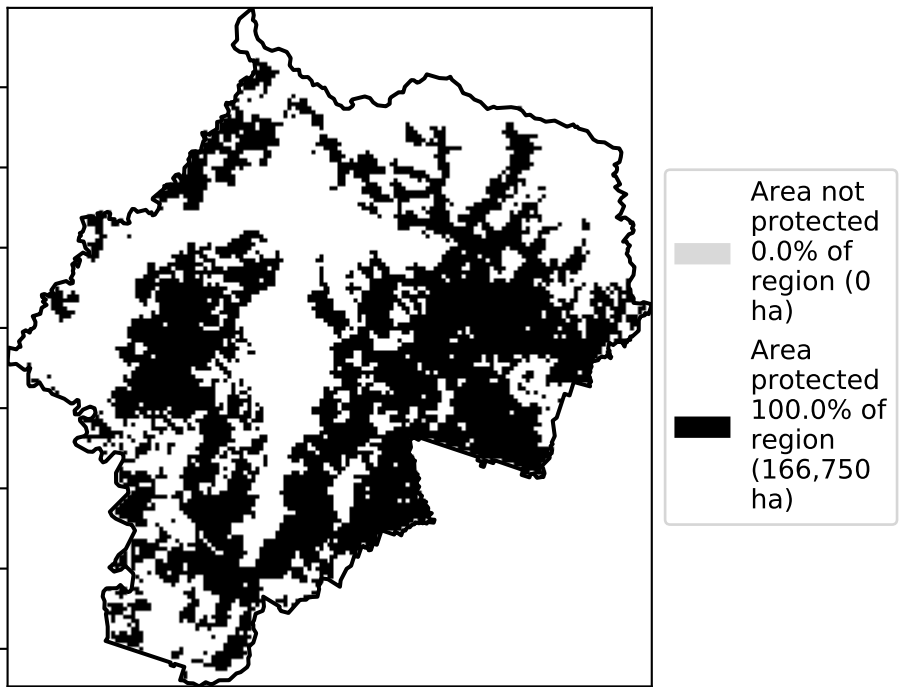 Area not
protected
0.0% of
region (0
ha)
Area
protected
100.0% of
region
(166,750
ha)